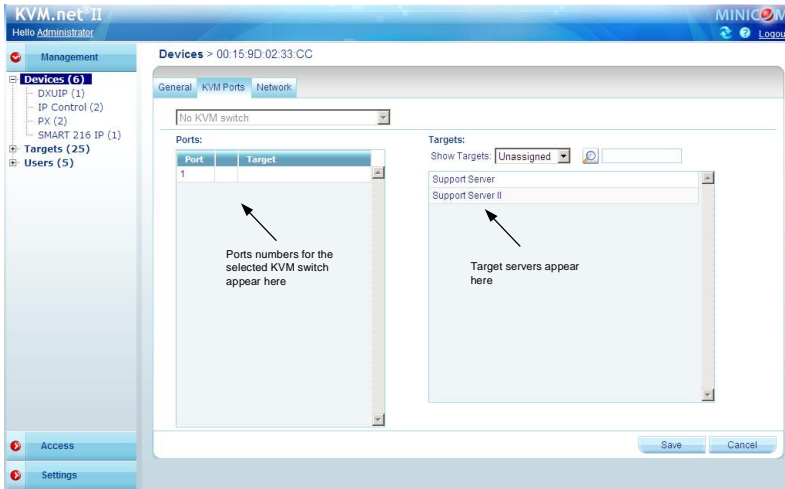 KVM.net®II
MINICOM
Hello Administrator
Logou
Management
Devices > 00:15:9D:02:33:CC
Devices (6)
DXUIP (1)
IP Control (2)
PX (2)
SMART 216 IP (1)
Targets (25)
Users (5)
General KVM Ports Network
No KVM switch
Ports:
Port Target
1
Ports numbers for the
selected KVM switch
appear here
Targets:
Show Targets: Unassigned
Support Server
Support Server II
Target servers appear
here
Save Cancel
Access
Settings